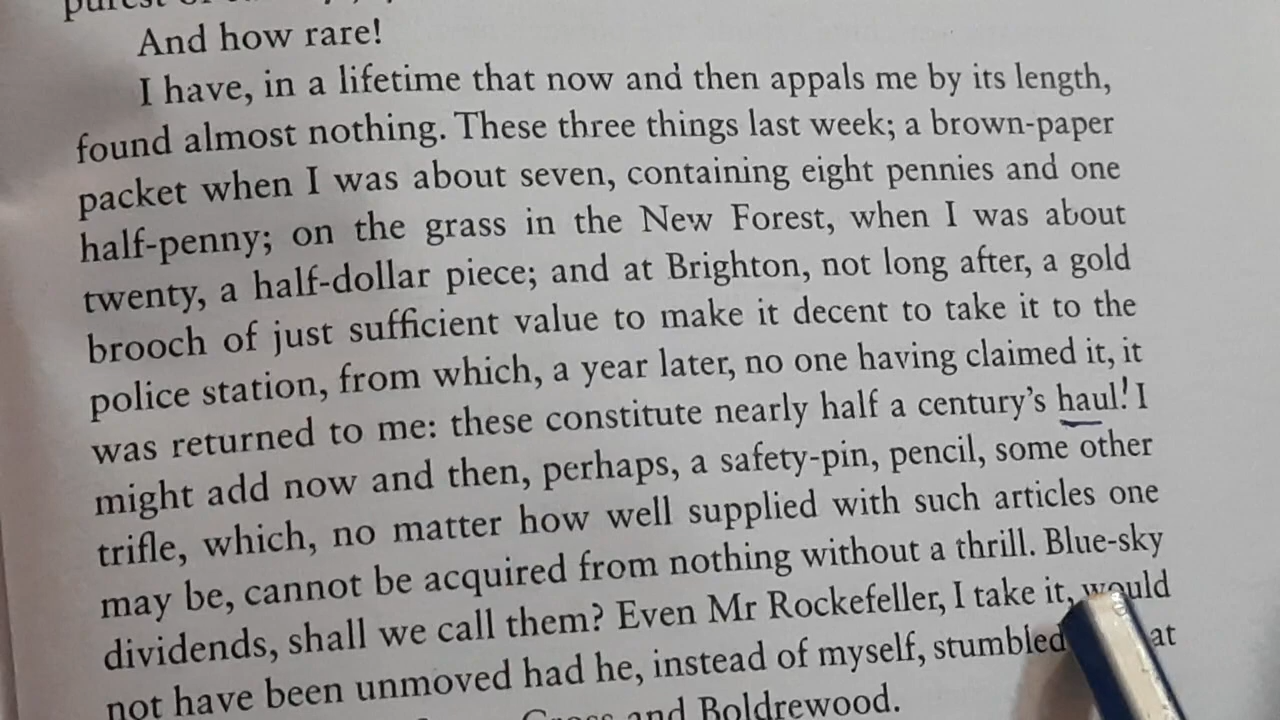 And how rare!
I have, in a lifetime that now and then appals me by its length,
found almost nothing. These three things last week; a brown-paper
packet when I was about seven, containing eight pennies and one
half-penny; on the grass in the New Forest, when I was about
twenty, a half-dollar piece; and at Brighton, not long after, a gold
brooch of just sufficient value to make it decent to take it to the
police station, from which, a year later, no one having claimed it, it
was returned to me: these constitute nearly half a century's haul! I
might add now and then, perhaps, a safety-pin, pencil, some other
trifle, which, no matter how well supplied with such articles one
may be, cannot be acquired from nothing without a thrill. Blue-sky
dividends, shall we call them? Even Mr Rockefeller, I take it, would
not have been unmoved had he, instead of myself, stumbled at
and Boldrewood.